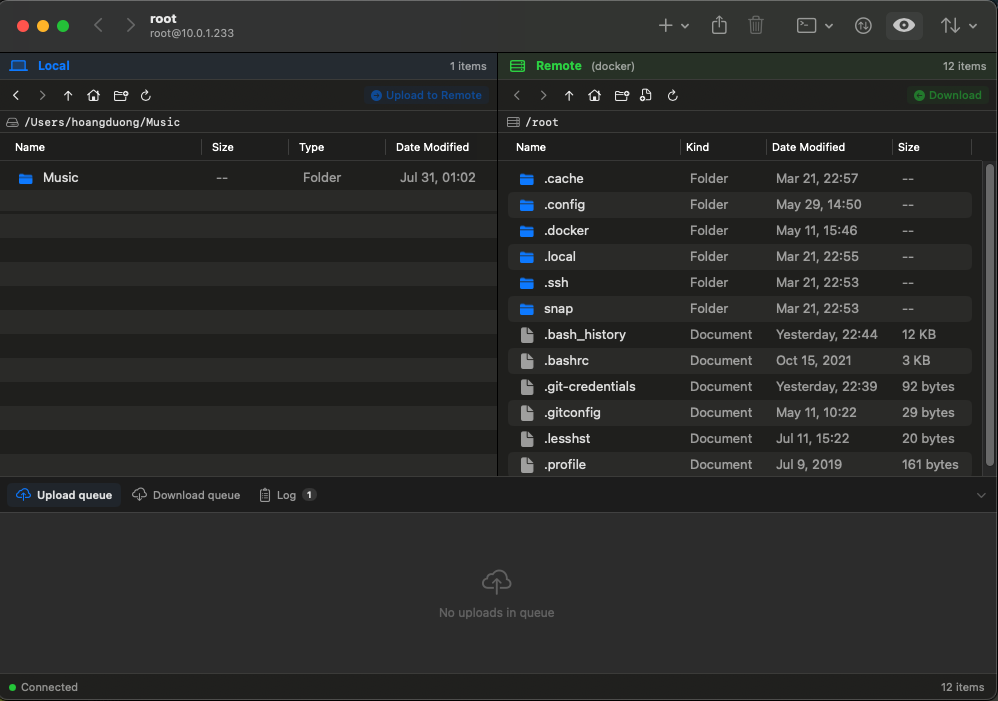 root
root@10.0.1.233
Local 1 items
Remote (docker) 12 items
Upload to Remote
Download
/Users/hoangduong/Music
/root
Name Size Type Date Modified
Music -- Folder Jul 31, 01:02
Name Kind Date Modified Size
.cache Folder Mar 21, 22:57 --
.config Folder May 29, 14:50 --
.docker Folder May 11, 15:46 --
.local Folder Mar 21, 22:55 --
.ssh Folder Mar 21, 22:53 --
snap Folder Mar 21, 22:53 --
.bash_history Document Yesterday, 22:44 12 KB
.bashrc Document Oct 15, 2021 3 KB
.git-credentials Document Yesterday, 22:39 92 bytes
.gitconfig Document May 11, 10:22 29 bytes
.lesshst Document Jul 11, 15:22 20 bytes
.profile Document Jul 9, 2019 161 bytes
Upload queue Download queue Log 1
No uploads in queue
Connected 12 items